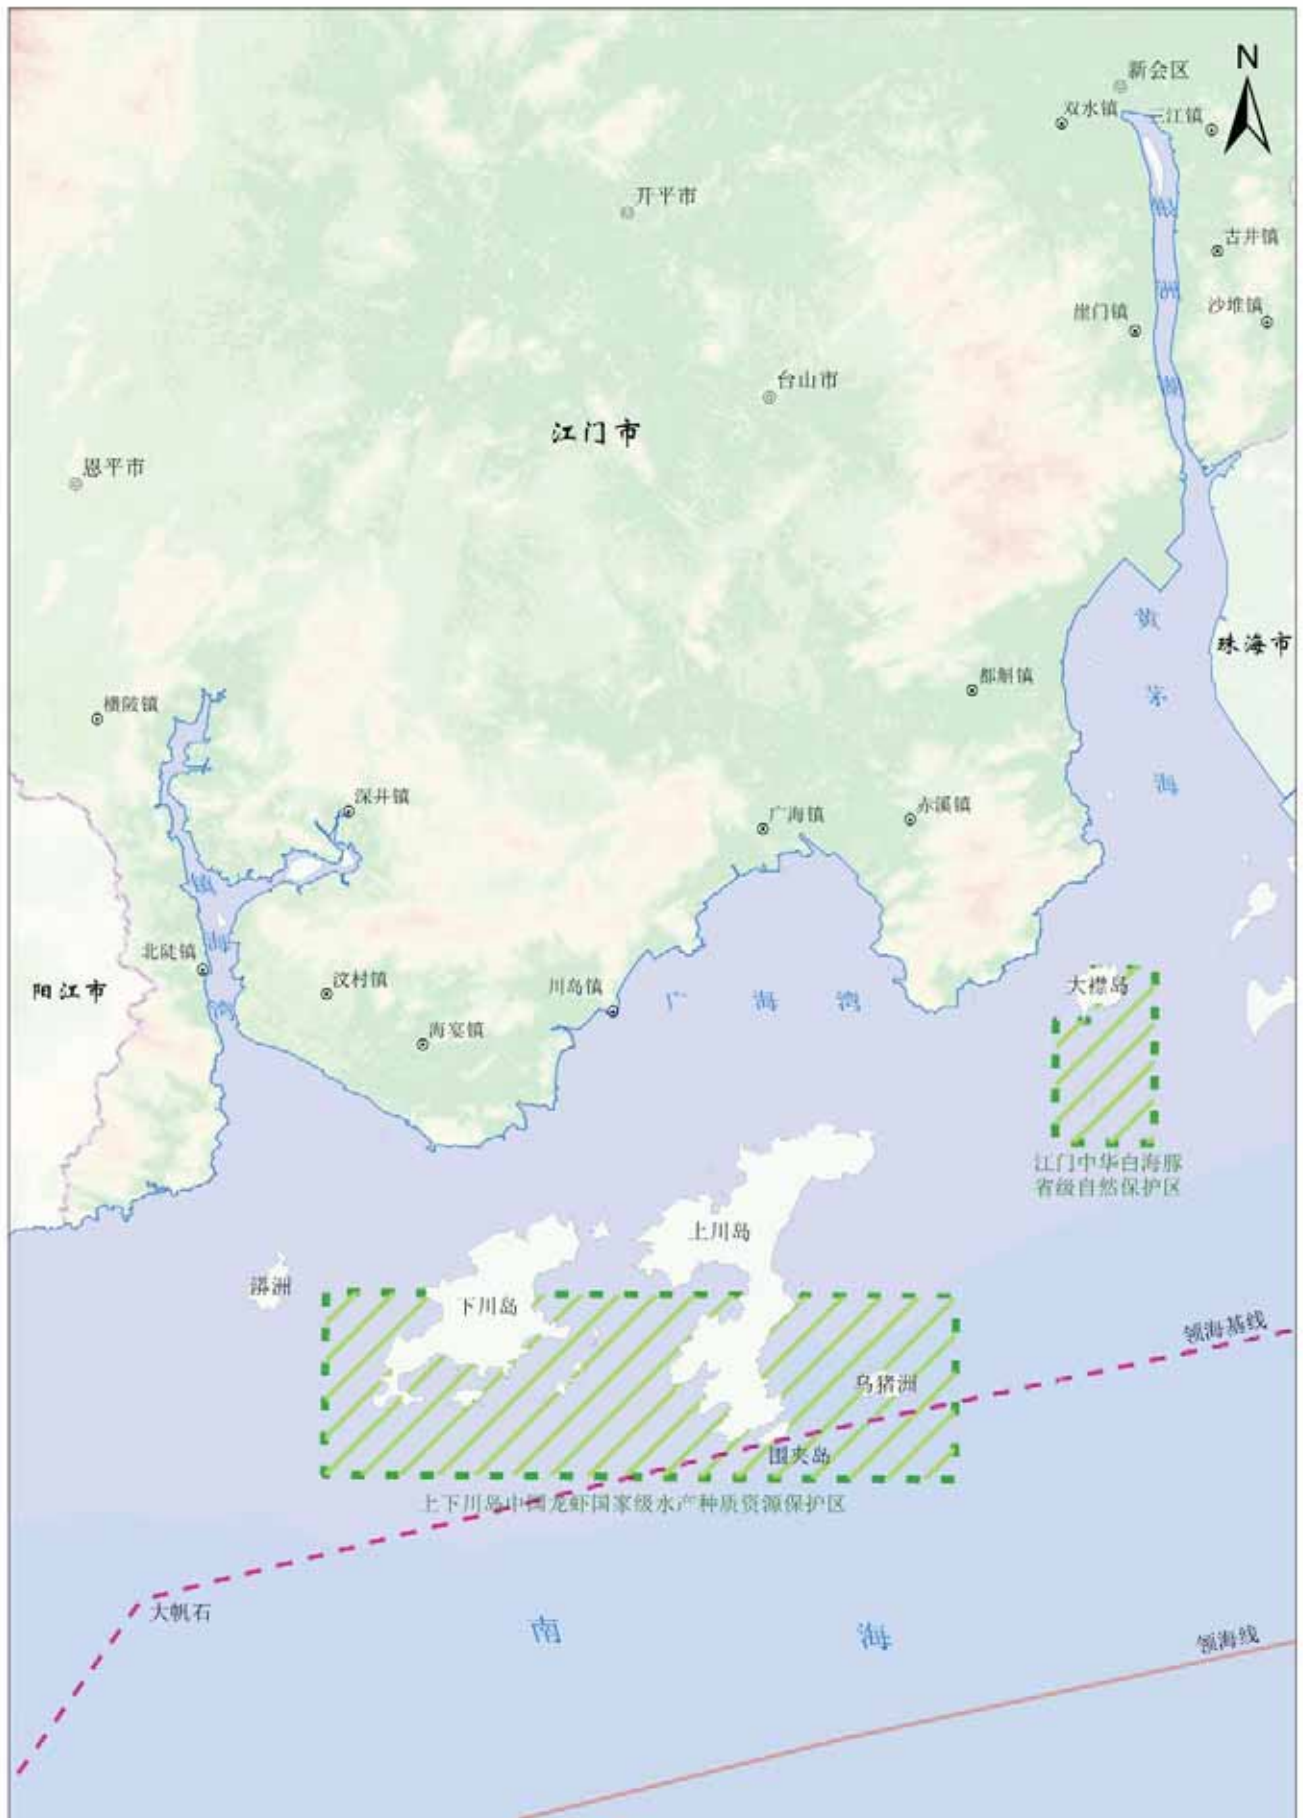 N
新会区
双水镇
三江镇
开平市
银洲湖
古井镇
崖门镇
沙堆镇
台山市
江门市
恩平市
黄茅海
珠海市
都斛镇
横陂镇
深井镇
广海镇
赤溪镇
镇海湾
北陡镇
阳江市
汶村镇
川岛镇
广海湾
大襟岛
海宴镇
江门中华白海豚
省级自然保护区
上川岛
漭洲
下川岛
领海基线
乌猪洲
围夹岛
上下川岛中国龙虾国家级水产种质资源保护区
大帆石
南海
领海线